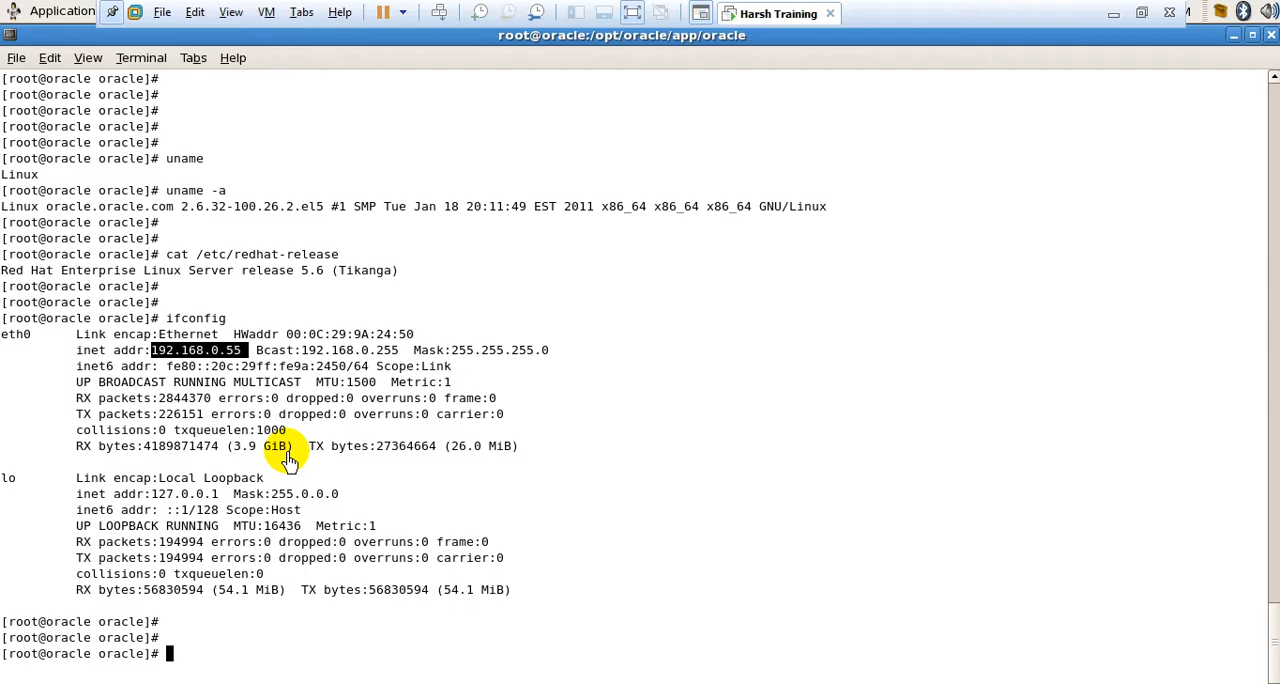 Application File Edit View VM Tabs Help Harsh Training
root@oracle:/opt/oracle/app/oracle
File Edit View Terminal Tabs Help
[root@oracle oracle]#
[root@oracle oracle]#
[root@oracle oracle]#
[root@oracle oracle]#
[root@oracle oracle]#
[root@oracle oracle]# uname
Linux
[root@oracle oracle]# uname -a
Linux oracle.oracle.com 2.6.32-100.26.2.el5 #1 SMP Tue Jan 18 20:11:49 EST 2011 x86_64 x86_64 x86_64 GNU/Linux
[root@oracle oracle]#
[root@oracle oracle]#
[root@oracle oracle]# cat /etc/redhat-release
Red Hat Enterprise Linux Server release 5.6 (Tikanga)
[root@oracle oracle]#
[root@oracle oracle]#
[root@oracle oracle]# ifconfig
eth0 Link encap:Ethernet HWaddr 00:0C:29:9A:24:50
inet addr:192.168.0.55 Bcast:192.168.0.255 Mask:255.255.255.0
inet6 addr: fe80::20c:29ff:fe9a:2450/64 Scope:Link
UP BROADCAST RUNNING MULTICAST MTU:1500 Metric:1
RX packets:2844370 errors:0 dropped:0 overruns:0 frame:0
TX packets:226151 errors:0 dropped:0 overruns:0 carrier:0
collisions:0 txqueuelen:1000
RX bytes:4189871474 (3.9 GiB) TX bytes:27364664 (26.0 MiB)
lo Link encap:Local Loopback
inet addr:127.0.0.1 Mask:255.0.0.0
inet6 addr: ::1/128 Scope:Host
UP LOOPBACK RUNNING MTU:16436 Metric:1
RX packets:194994 errors:0 dropped:0 overruns:0 frame:0
TX packets:194994 errors:0 dropped:0 overruns:0 carrier:0
collisions:0 txqueuelen:0
RX bytes:56830594 (54.1 MiB) TX bytes:56830594 (54.1 MiB)
[root@oracle oracle]#
[root@oracle oracle]#
[root@oracle oracle]#